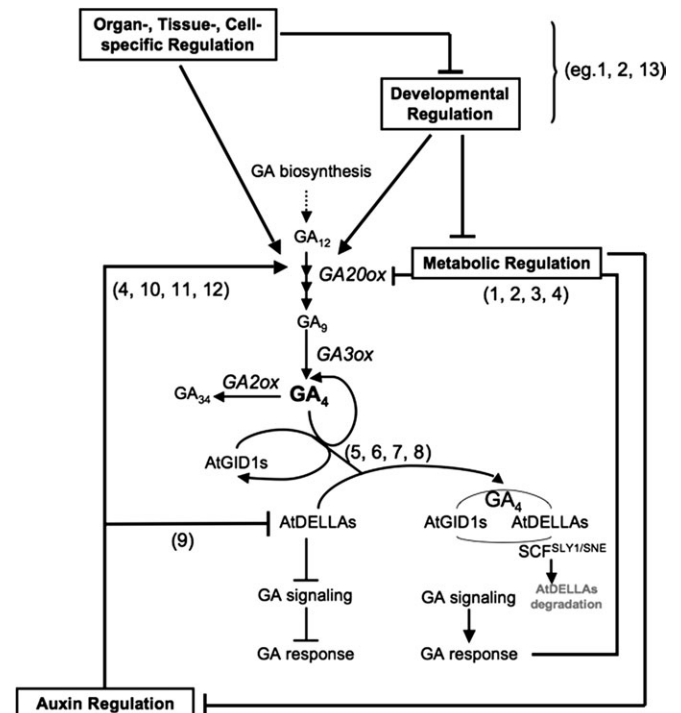 Organ-, Tissue-, Cell-
specific Regulation
(eg.1, 2, 13)
Developmental
Regulation
GA biosynthesis
GA12
GA20ox
Metabolic Regulation
(4, 10, 11, 12)
(1, 2, 3, 4)
GA9
GA3ox
GA2ox
GA34
GA4
(5, 6, 7, 8)
AtGID1s
GA4
AtDELLAs
AtGID1s AtDELLAs
(9)
SCFSLY1/SNE
GA signaling
GA signaling
AtDELLAs
degradation
GA response
GA response
Auxin Regulation